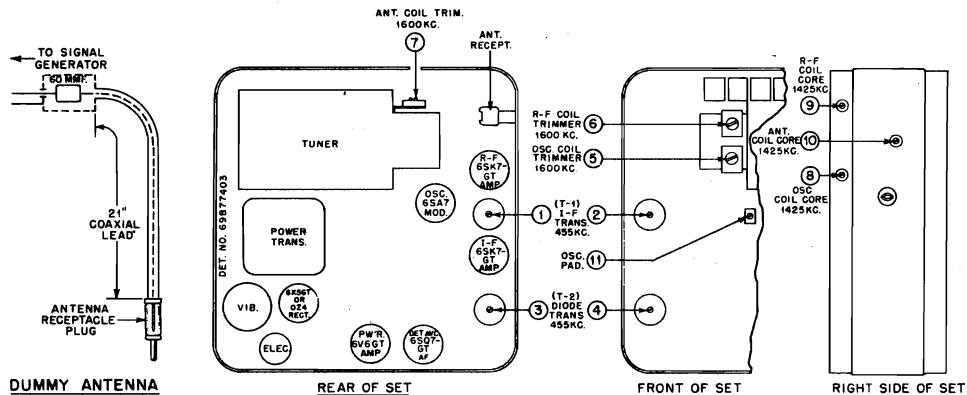 TO SIGNAL
GENERATOR
60 MMF.
21"
COAXIAL
LEAD
ANTENNA
RECEPTACLE
PLUG
DUMMY ANTENNA
ANT. COIL TRIM.
1600KC.
7
ANT.
RECEPT.
TUNER
DET. NO. 69B77403
R-F
6SK7-
GT
AMP
OSC.
6SA7
MOD.
POWER
TRANS.
I-F
6SK7-
GT
AMP
VIB.
6X5GT
OR
OZ4
RECT.
ELEC.
PW'R.
6V6GT
AMP
DET AVC.
6SQ7-
GT
AF
REAR OF SET
R-F COIL
TRIMMER
1600 KC.
6
OSC. COIL
TRIMMER
1600KC.
5
1
(T-1)
I-F
TRANS.
455KC.
2
OSC.
PAD.
11
3
(T-2)
DIODE
TRANS
455KC.
4
FRONT OF SET
R-F
COIL
CORE
1425KC.
9
ANT.
COIL CORE
1425KC.
10
8
OSC
COIL CORE
1425KC.
RIGHT SIDE OF SET